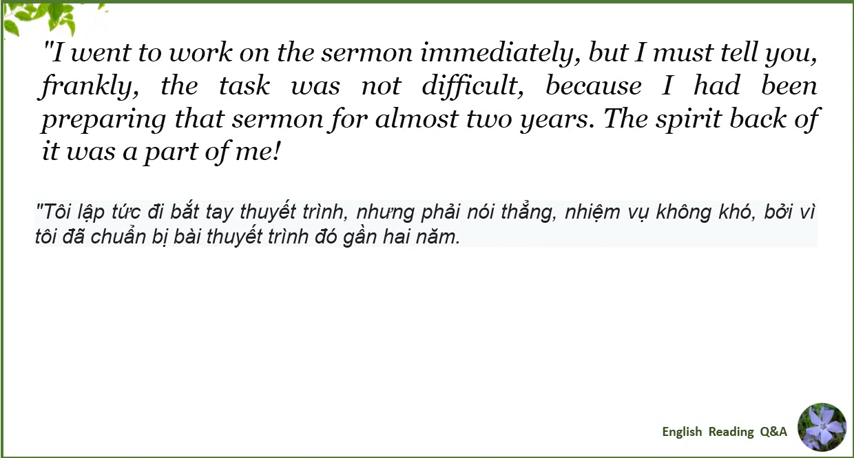 "I went to work on the sermon immediately, but I must tell you,
frankly, the task was not difficult, because I had been
preparing that sermon for almost two years. The spirit back of
it was a part of me!
"Tôi lập tức đi bắt tay thuyết trình, nhưng phải nói thẳng, nhiệm vụ không khó, bởi vì
tôi đã chuẩn bị bài thuyết trình đó gần hai năm.
English Reading Q&A